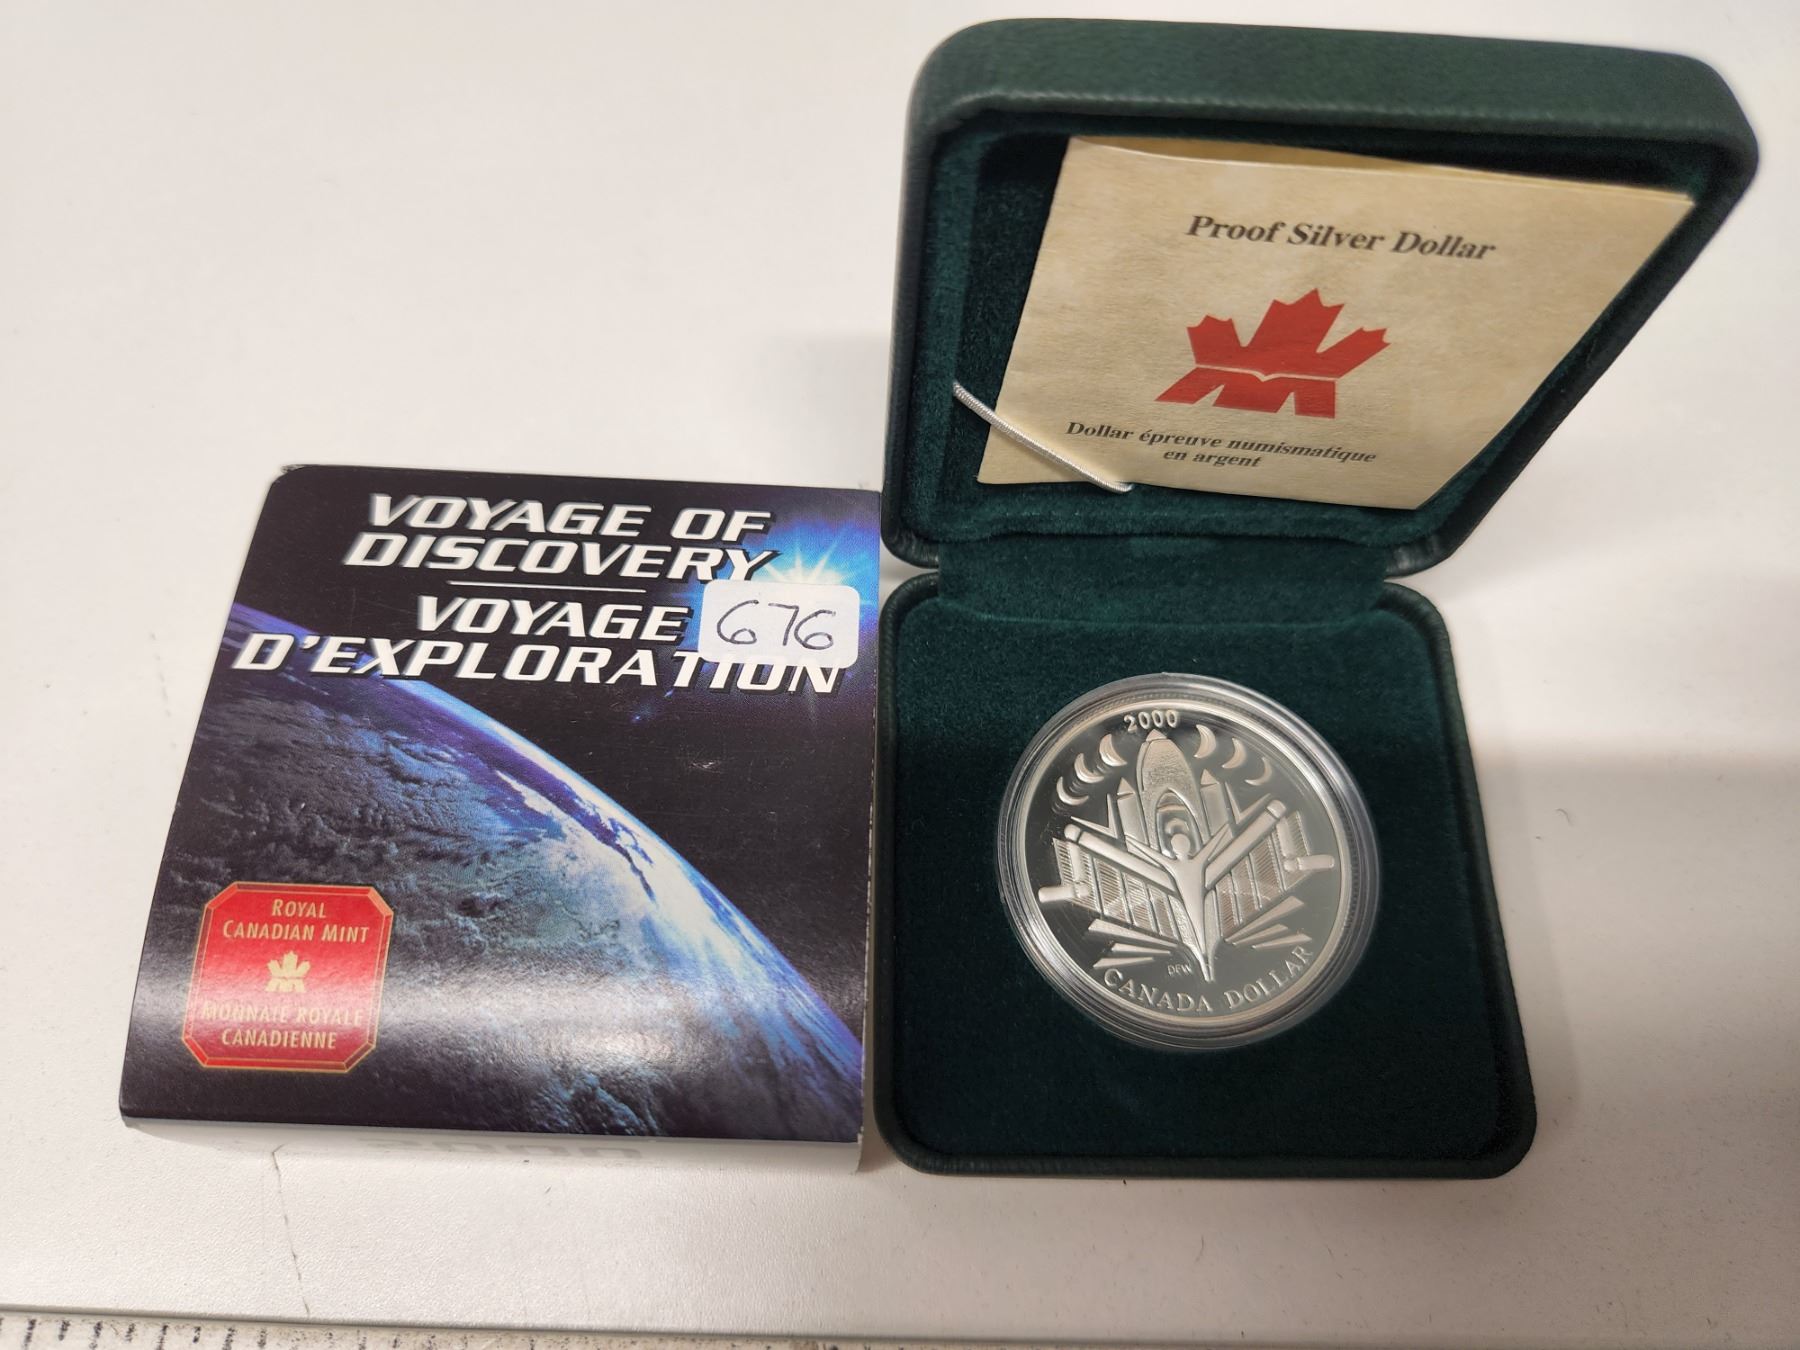 VOYAGE OF
DISCOVERY
VOYAGE
D'EXPLORATION
676
ROYAL
CANADIAN MINT
MONNAIE ROYALE
CANADIENNE
Proof Silver Dollar
Dollar épreuve numismatique
en argent
2000
DFW
CANADA DOLLAR